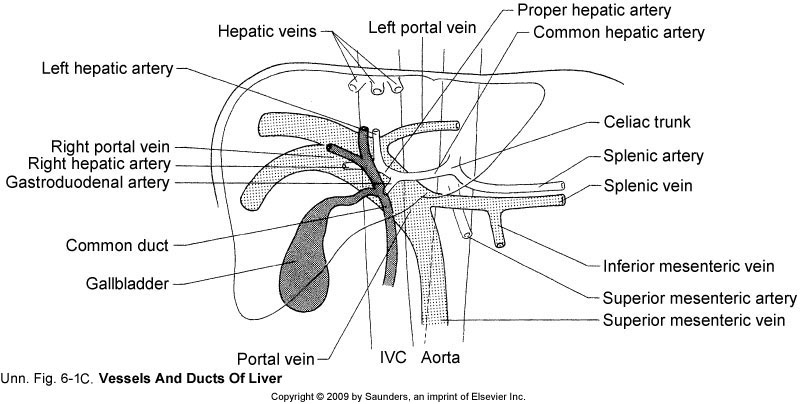 Proper hepatic artery
Hepatic veins
Left portal vein
Common hepatic artery
Left hepatic artery
Celiac trunk
Right portal vein
Splenic artery
Right hepatic artery
Gastroduodenal artery
Splenic vein
Common duct
Inferior mesenteric vein
Gallbladder
Superior mesenteric artery
Superior mesenteric vein
Portal vein
IVC
Aorta
Unn. Fig. 6-1C. Vessels And Ducts Of Liver
Copyright © 2009 by Saunders, an imprint of Elsevier Inc.